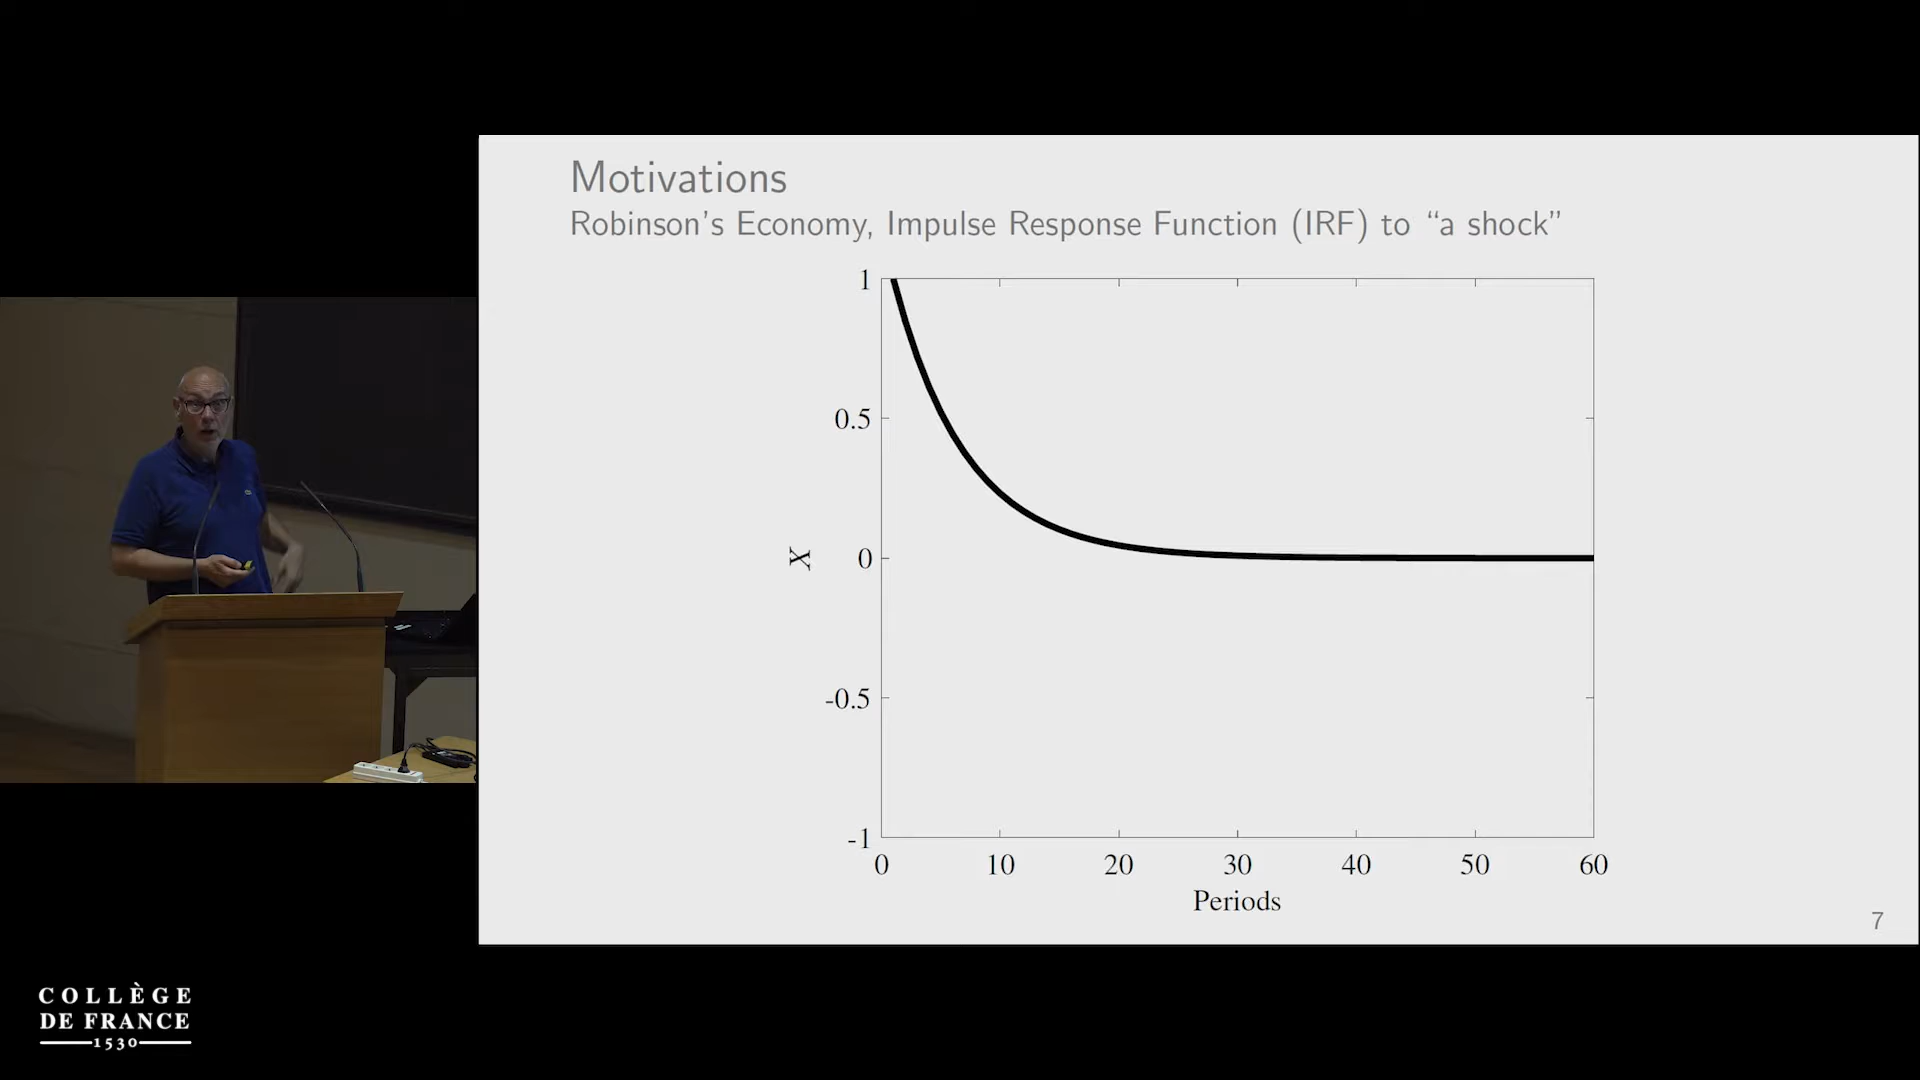 Motivations
Robinson's Economy, Impulse Response Function (IRF) to “a shock”
1
0.5
0
-0.5
-1
X
0 10 20 30 40 50 60
Periods
7
COLLÈGE
DE FRANCE
1530